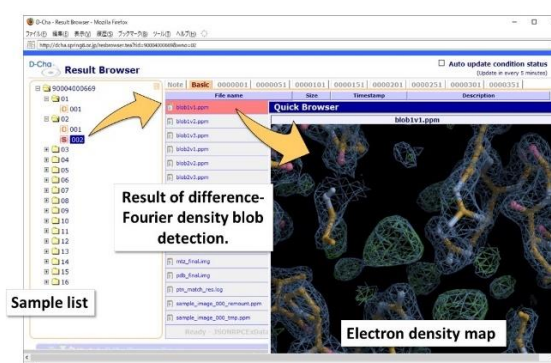 D-Cha - Result Browser - Mozilla Firefox
ファイル(F) 編集(E) 表示(V) 履歴(S) ブックマーク(B) ツール(T) ヘルプ(H)
D-Cha
Result Browser
Auto update condition status
(Update in every 5 minutes)
90004000669
01
001
02
001
002
03
04
05
06
07
08
09
10
11
12
13
14
15
16
Note Basic 0000001 0000051 0000101 0000151 0000201 0000251 0000301 0000351
File name Size Timestamp Description
blob1v1.ppm
blob1v2.ppm
blob1v3.ppm
blob2v1.ppm
blob2v2.ppm
Quick Browser
blob1v1.ppm
Result of difference-
Fourier density blob
detection.
mtz_final.img
pdb_final.img
ptn_match_res.log
sample_image_000_remount.ppm
sample_image_000_tmp.ppm
Sample list
Electron density map